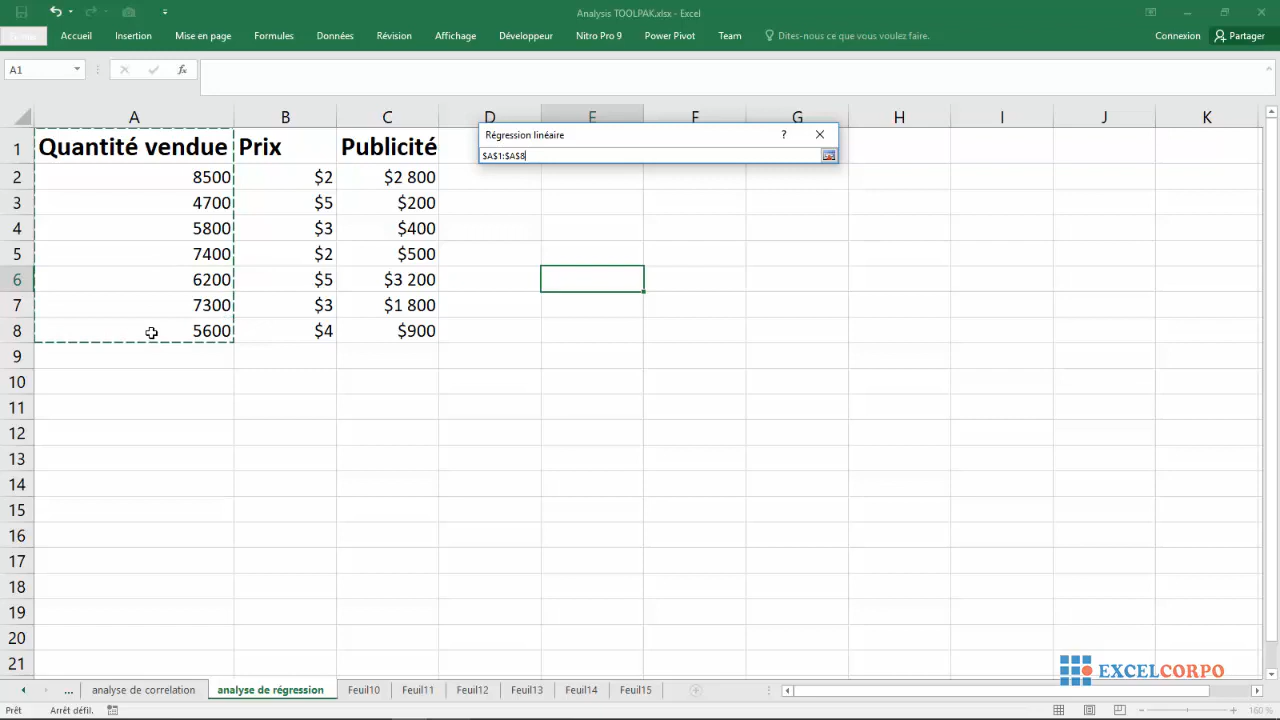 Analysis TOOLPAK.xlsx - Excel
Accueil Insertion Mise en page Formules Données Révision Affichage Développeur Nitro Pro 9 Power Pivot Team Dites-nous ce que vous voulez faire. Connexion Partager
A1 fx
A B C D E F G H I J K
Régression linéaire ?
$A$1:$A$8
1 Quantité vendue Prix Publicité
2 8500 $2 $2 800
3 4700 $5 $200
4 5800 $3 $400
5 7400 $2 $500
6 6200 $5 $3 200
7 7300 $3 $1 800
8 5600 $4 $900
9
10
11
12
13
14
15
16
17
18
19
20
21
EXCELCORPO
... analyse de correlation analyse de régression Feuil10 Feuil11 Feuil12 Feuil13 Feuil14 Feuil15
Prêt Arrêt défil. 160 %